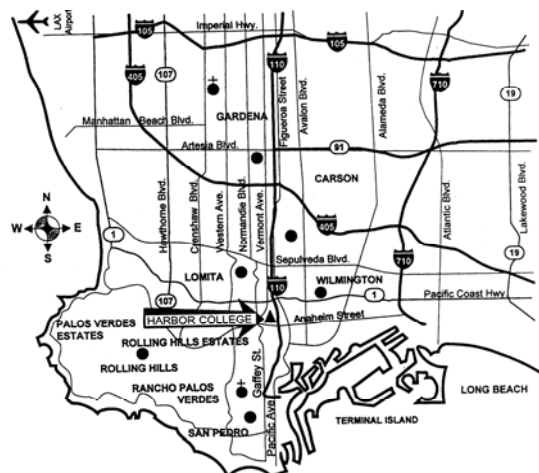 LAX
Airport
Imperial Hwy.
105
105
110
405
107
710
19
GARDENA
Manhattan Beach Blvd.
Artesia Blvd.
91
Figueroa Street
Avalon Blvd.
Alameda Blvd.
CARSON
Hawthorne Blvd.
Crenshaw Blvd.
Western Ave.
Normandie Blvd.
Vermont Ave.
Atlantic Blvd.
Lakewood Blvd.
N
W
E
S
1
405
19
710
Sepulveda Blvd.
LOMITA
110
WILMINGTON
1
Pacific Coast Hwy.
107
HARBOR COLLEGE
Anaheim Street
PALOS VERDES
ESTATES
ROLLING HILLS ESTATES
ROLLING HILLS
RANCHO PALOS
VERDES
Gaffey St.
Pacific Ave.
SAN PEDRO
TERMINAL ISLAND
LONG BEACH